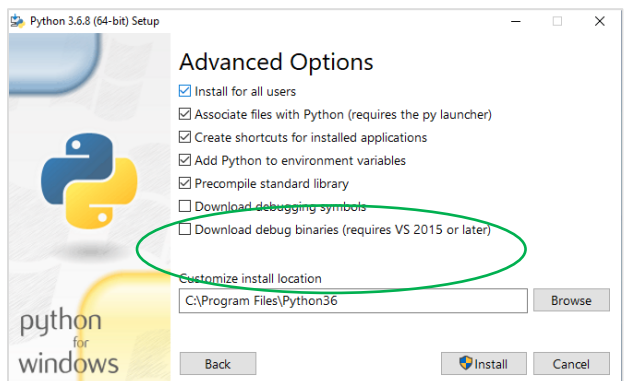 Python 3.6.8 (64-bit) Setup
Advanced Options
Install for all users
Associate files with Python (requires the py launcher)
Create shortcuts for installed applications
Add Python to environment variables
Precompile standard library
Download debugging symbols
Download debug binaries (requires VS 2015 or later)
Customize install location
C:\Program Files\Python36
Browse
python
for
windows
Back
Install
Cancel